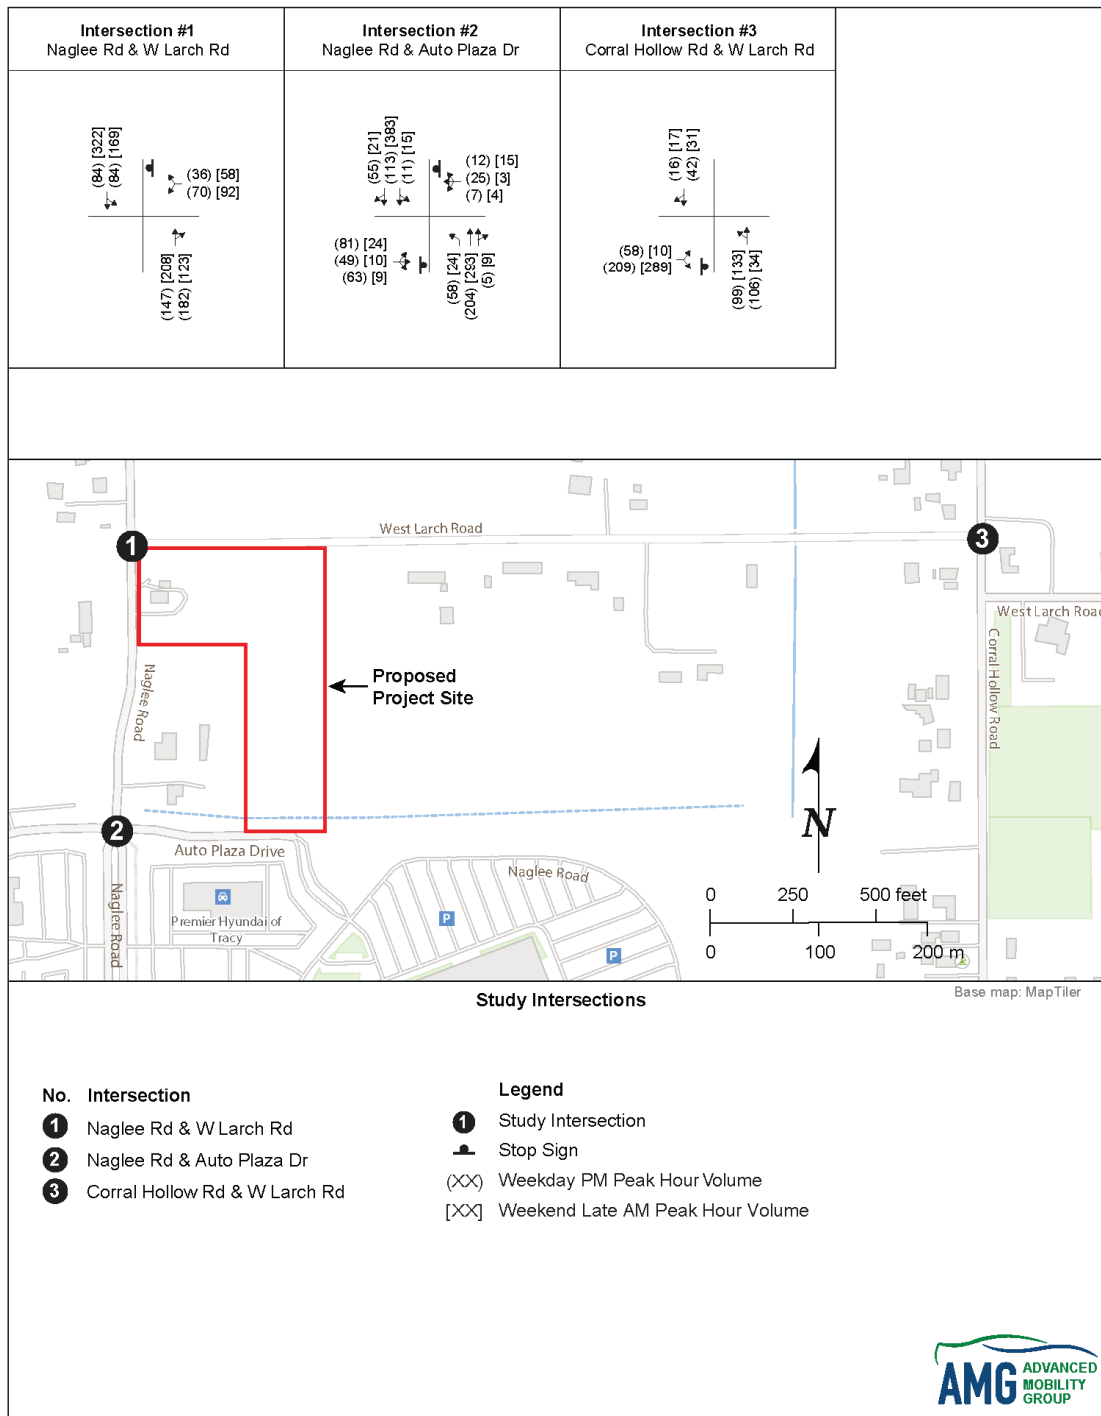 Intersection #1
Naglee Rd & W Larch Rd
Intersection #2
Naglee Rd & Auto Plaza Dr
Intersection #3
Corral Hollow Rd & W Larch Rd
(84) [322]
(84) [169]
(36) [58]
(70) [92]
(147) [208]
(182) [123]
(55) [21]
(113) [383]
(11) [15]
(12) [15]
(25) [3]
(7) [4]
(81) [24]
(49) [10]
(63) [9]
(58) [24]
(204) [293]
(5) [9]
(16) [17]
(42) [31]
(58) [10]
(209) [289]
(99) [133]
(106) [34]
West Larch Road
1
3
West Larch Road
Corral Hollow Road
Naglee Road
Proposed
Project Site
N
2
Auto Plaza Drive
Naglee Road
Naglee Road
Premier Hyundai of
Tracy
P
P
0 250 500 feet
0 100 200 m
Study Intersections
Base map: MapTiler
No. Intersection
1 Naglee Rd & W Larch Rd
2 Naglee Rd & Auto Plaza Dr
3 Corral Hollow Rd & W Larch Rd
Legend
1 Study Intersection
Stop Sign
(XX) Weekday PM Peak Hour Volume
[XX] Weekend Late AM Peak Hour Volume
AMG
ADVANCED
MOBILITY
GROUP